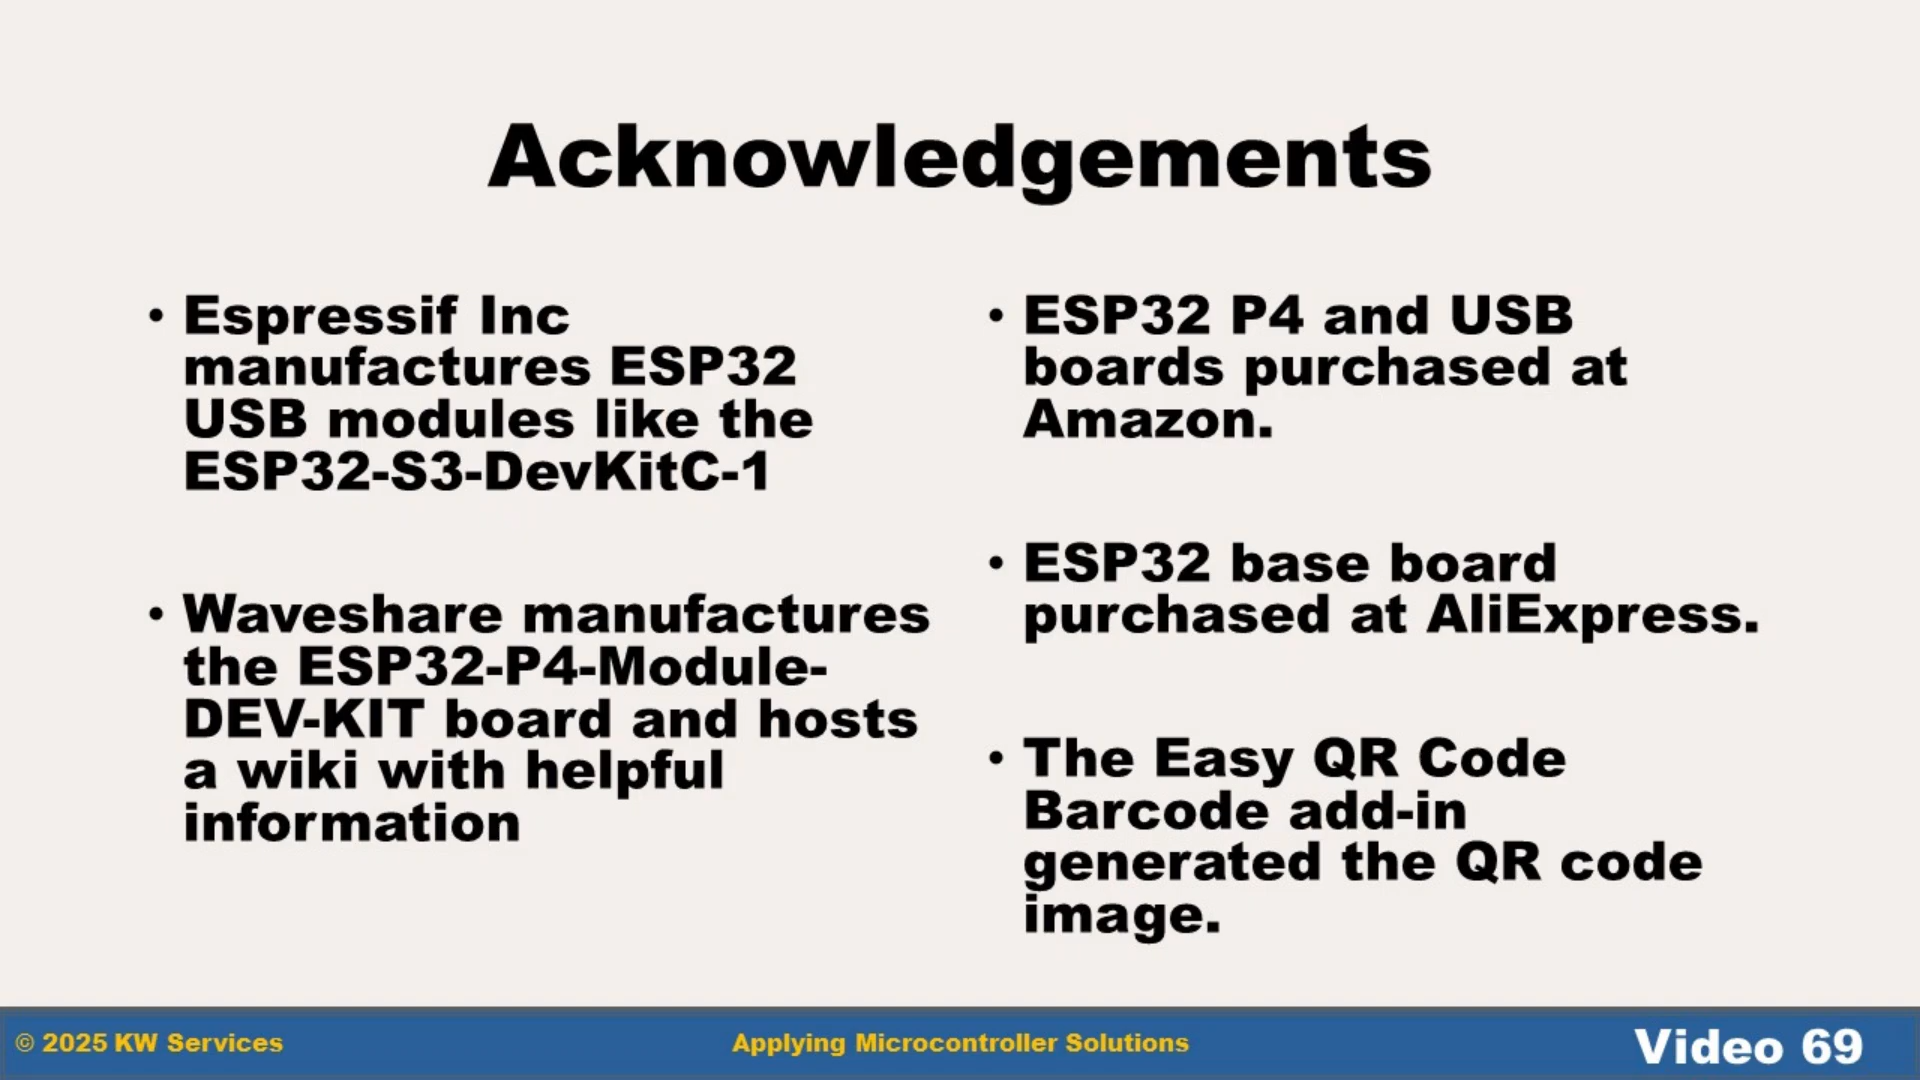 Acknowledgements
• Espressif Inc
manufactures ESP32
USB modules like the
ESP32-S3-DevKitC-1
• Waveshare manufactures
the ESP32-P4-Module-
DEV-KIT board and hosts
a wiki with helpful
information
• ESP32 P4 and USB
boards purchased at
Amazon.
• ESP32 base board
purchased at AliExpress.
• The Easy QR Code
Barcode add-in
generated the QR code
image.
© 2025 KW Services
Applying Microcontroller Solutions
Video 69